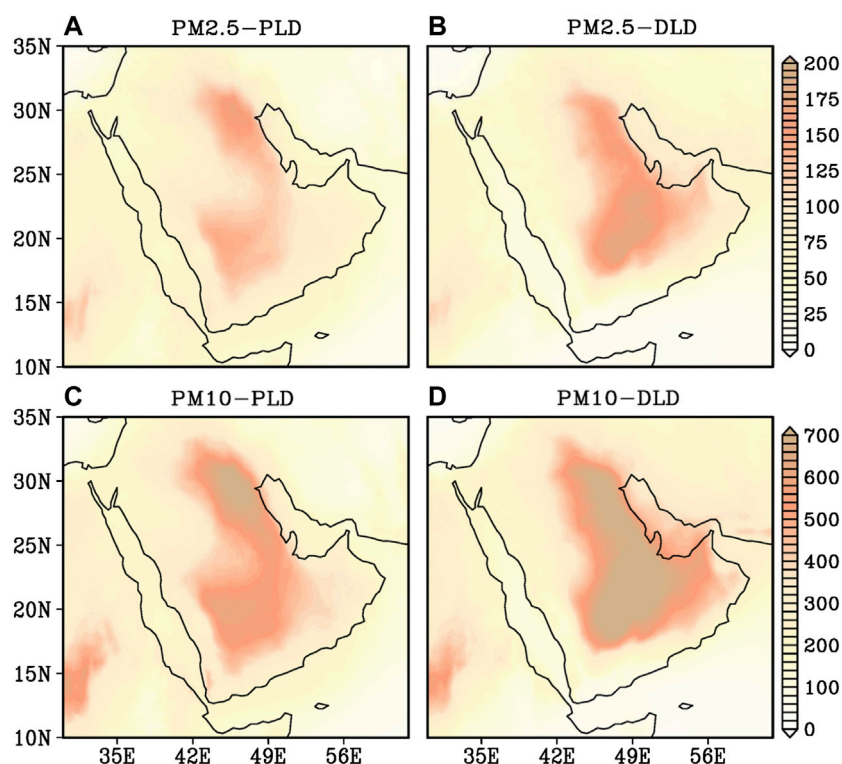 A PM2.5-PLD
B PM2.5-DLD
35N
30N
25N
20N
15N
10N
200
175
150
125
100
75
50
25
0
C PM10-PLD
D PM10-DLD
35N
30N
25N
20N
15N
10N
700
600
500
400
300
200
100
0
35E 42E 49E 56E
35E 42E 49E 56E